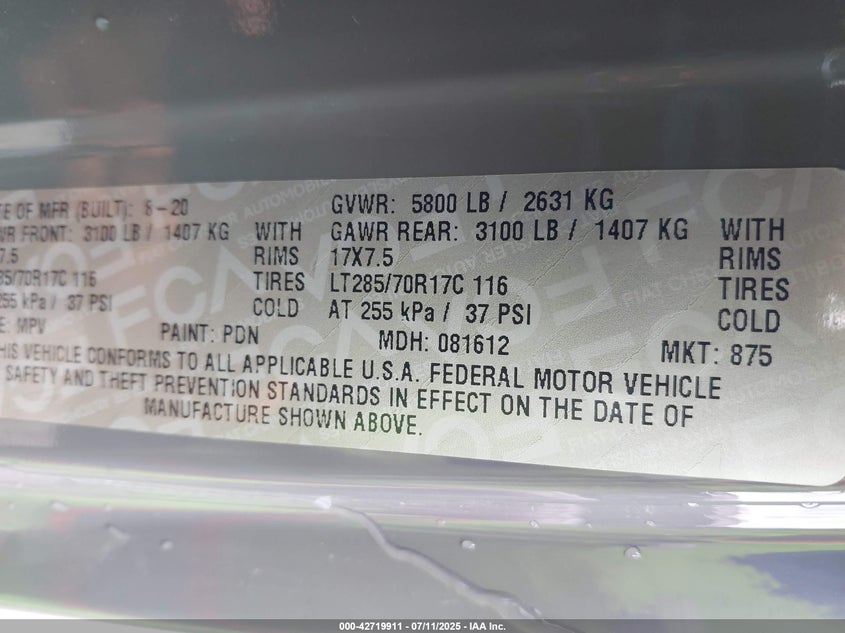 TE OF MFR (BUILT): 8-20 GVWR: 5800 LB / 2631 KG
WR FRONT: 3100 LB / 1407 KG WITH GAWR REAR: 3100 LB / 1407 KG WITH
7.5 RIMS 17X7.5 RIMS
85/70R17C 116 TIRES LT285/70R17C 116 TIRES
255 kPa / 37 PSI COLD AT 255 kPa / 37 PSI COLD
E: MPV PAINT: PDN MDH: 081612 MKT: 875
HIS VEHICLE CONFORMS TO ALL APPLICABLE U.S.A. FEDERAL MOTOR VEHICLE
SAFETY AND THEFT PREVENTION STANDARDS IN EFFECT ON THE DATE OF
MANUFACTURE SHOWN ABOVE.
000-42719911 - 07/11/2025 - IAA Inc.